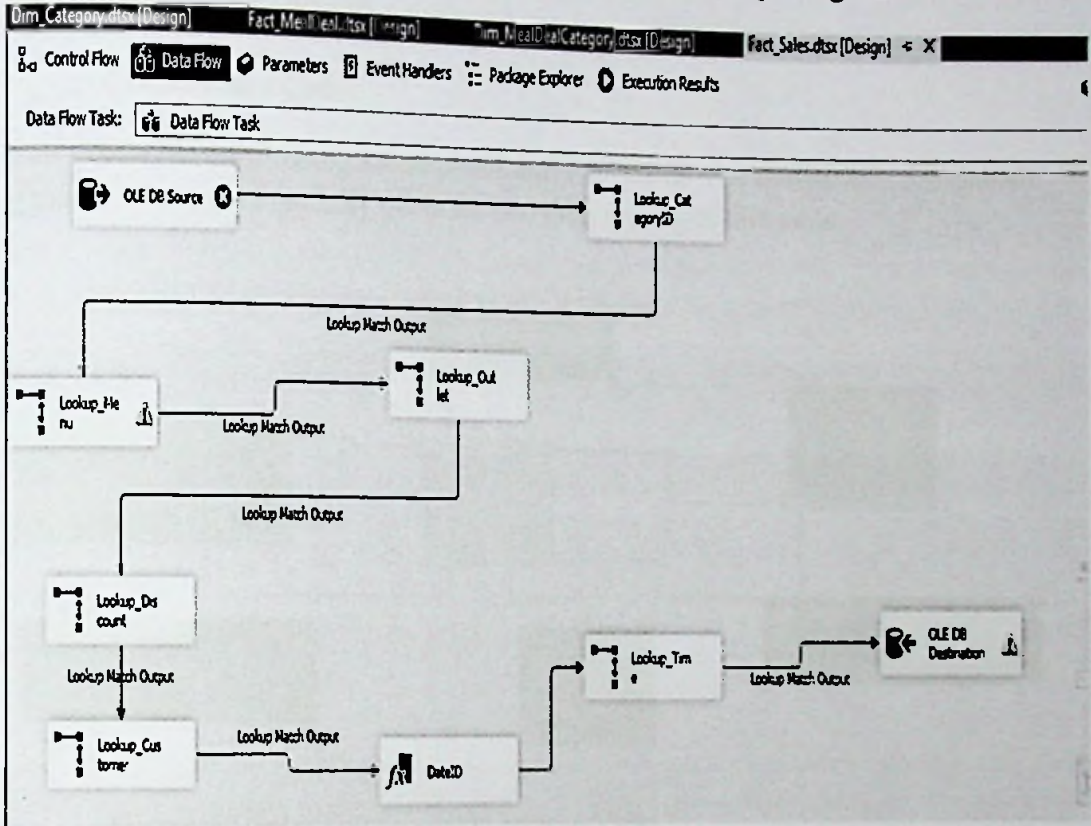 Dim_Category.dtsx [Design]
Fact_MealDeal.dtsx [Design]
Dim_MealDealCategory.dtsx [Design]
Fact_Sales.dtsx [Design]
Control Flow
Data Flow
Parameters
Event Handlers
Package Explorer
Execution Results
Data Flow Task:
Data Flow Task
OLE DB Source
Lookup_Cat
egoryID
Lookup Match Output
Lookup_Me
nu
Lookup Match Output
Lookup_Out
let
Lookup Match Output
Lookup_Dis
count
Lookup Match Output
Lookup_Cus
tomer
Lookup Match Output
DateID
Lookup_Tim
e
Lookup Match Output
OLE DB
Destination